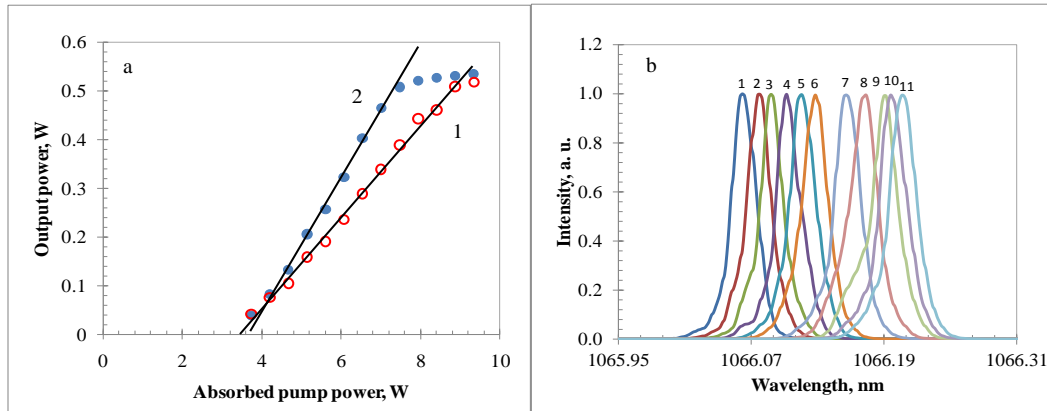 a
0.6
0.5
0.4
0.3
0.2
0.1
0
2
1
0 2 4 6 8 10
Output power, W
Absorbed pump power, W
b
1.2
1.0
0.8
0.6
0.4
0.2
0.0
1 2 3 4 5 6 7 8 9 10 11
1065.95 1066.07 1066.19 1066.31
Intensity, a. u.
Wavelength, nm